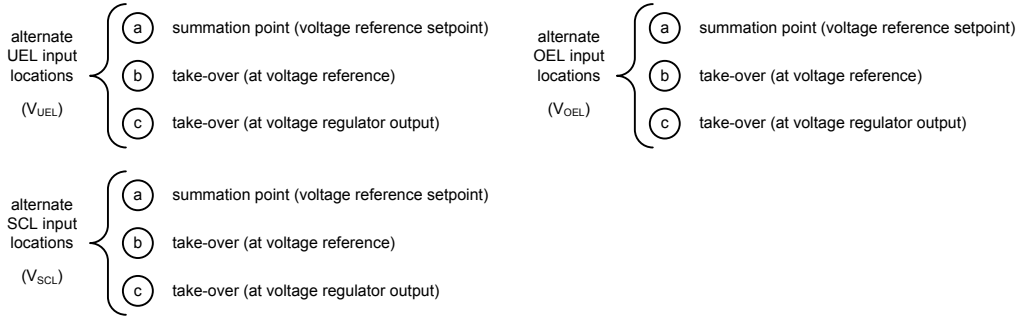 alternate
UEL input
locations
(VUEL)
a summation point (voltage reference setpoint)
b take-over (at voltage reference)
c take-over (at voltage regulator output)
alternate
OEL input
locations
(VOEL)
a summation point (voltage reference setpoint)
b take-over (at voltage reference)
c take-over (at voltage regulator output)
alternate
SCL input
locations
(VSCL)
a summation point (voltage reference setpoint)
b take-over (at voltage reference)
c take-over (at voltage regulator output)